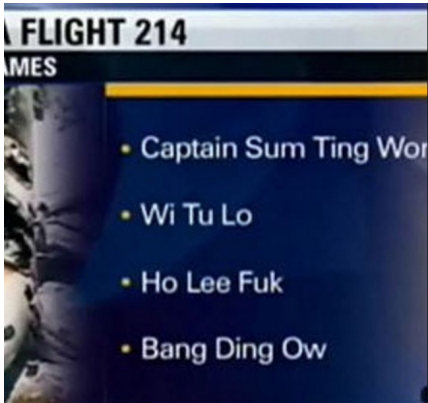 A FLIGHT 214
AMES
• Captain Sum Ting Wor
• Wi Tu Lo
• Ho Lee Fuk
• Bang Ding Ow